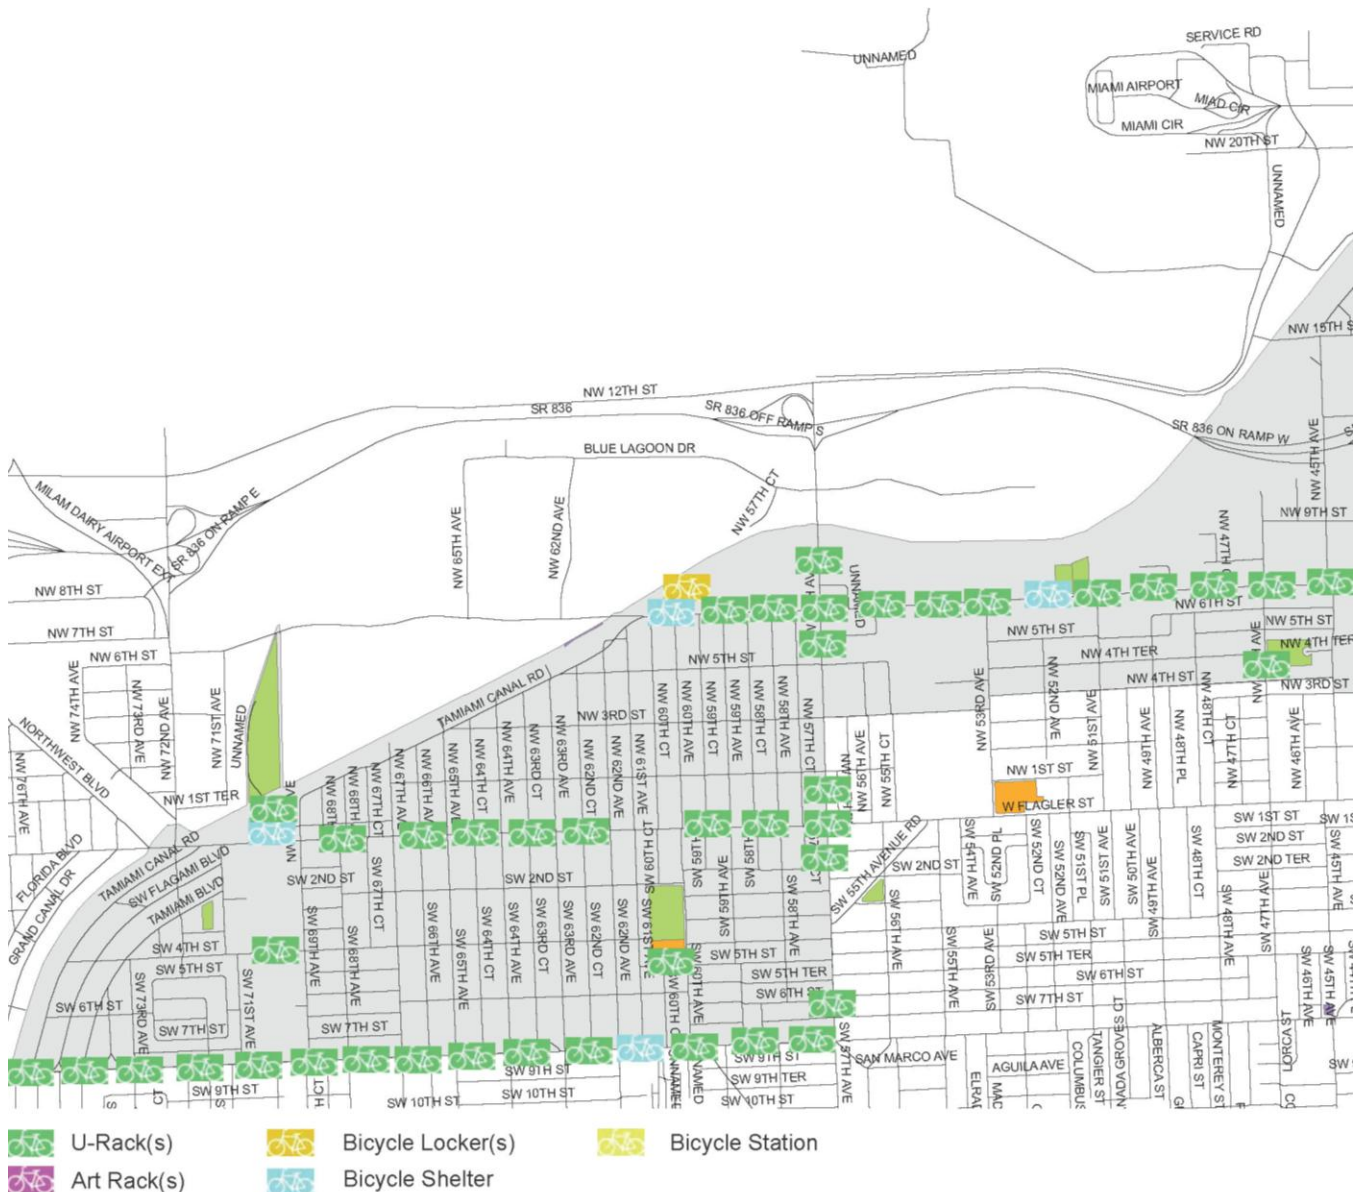 SERVICE RD
UNNAMED
MIAMI AIRPORT
MIAD CIR
MIAMI CIR
NW 20TH ST
UNNAMED
NW 15TH S
NW 12TH ST
SR 836
SR 836 OFF RAMP S
SR 836 ON RAMP W
BLUE LAGOON DR
NW 45TH AVE
MILAM DAIRY AIRPORT EXT
SR 836 ON RAMP E
NW 57TH CT
NW 65TH AVE
NW 62ND AVE
NW 9TH ST
NW 8TH ST
NW 7TH ST
NW 6TH ST
NW 6TH ST
NW 5TH ST
NW 5TH ST
NW 5TH ST
NW 4TH TER
NW 4TH TER
NW 4TH ST
NW 3RD ST
NW 3RD ST
TAMIAMI CANAL RD
NW 74TH AVE
NW 73RD AVE
NW 72ND AVE
NW 71ST AVE
UNNAMED
NORTHWEST BLVD
NW 1ST TER
NW 68TH
NW 67TH CT
NW 67TH AVE
NW 66TH AVE
NW 64TH CT
NW 64TH AVE
NW 63RD CT
NW 63RD AVE
NW 62ND CT
NW 62ND AVE
NW 61ST AVE
NW 60TH CT
NW 60TH AVE
NW 58TH CT
NW 59TH AVE
NW 58TH CT
NW 58TH AVE
NW 57TH CT
NW 56TH AVE
NW 55TH CT
NW 53RD AVE
NW 52ND AVE
NW 51ST AVE
NW 49TH AVE
NW 48TH PL
NW 48TH CT
NW 47TH CT
NW 46TH AVE
NW 1ST ST
W FLAGLER ST
FLORIDA BLVD
GRAND CANAL DR
TAMIAMI CANAL RD
SW FLAGAMI BLVD
TAMIAMI BLVD
SW 2ND ST
SW 2ND ST
SW 2ND ST
SW 55TH AVENUE RD
SW 1ST ST
SW 2ND ST
SW 2ND TER
SW 54TH AVE
SW 52ND PL
SW 52ND CT
SW 52ND AVE
SW 51ST PL
SW 51ST AVE
SW 50TH AVE
SW 49TH AVE
SW 48TH CT
SW 48TH AVE
SW 47TH AVE
SW 45TH AVE
SW 4TH ST
SW 5TH ST
SW 6TH ST
SW 7TH ST
SW 73RD AVE
SW 71ST AVE
SW 69TH AVE
SW 68TH AVE
SW 67TH CT
SW 7TH ST
SW 66TH AVE
SW 65TH AVE
SW 64TH CT
SW 64TH AVE
SW 63RD CT
SW 63RD AVE
SW 62ND CT
SW 62ND AVE
SW 60TH CT
SW 59TH AVE
SW 58TH AVE
SW 60TH AVE
SW 5TH ST
SW 5TH TER
SW 6TH ST
SW 56TH AVE
SW 55TH AVE
SW 53RD AVE
SW 5TH ST
SW 5TH TER
SW 6TH ST
SW 7TH ST
SW 46TH AVE
SW 45TH AVE
SW 57TH AVE
SAN MARCO AVE
AGUILA AVE
COLUMBUS
TANGIER ST
ALBERCA ST
CAPRI ST
MONTEREY ST
LORCA ST
SW 9TH ST
SW 9TH ST
SW 9TH ST
SW 9TH TER
SW 10TH ST
SW 10TH ST
SW 10TH ST
U-Rack(s)
Bicycle Locker(s)
Bicycle Station
Art Rack(s)
Bicycle Shelter